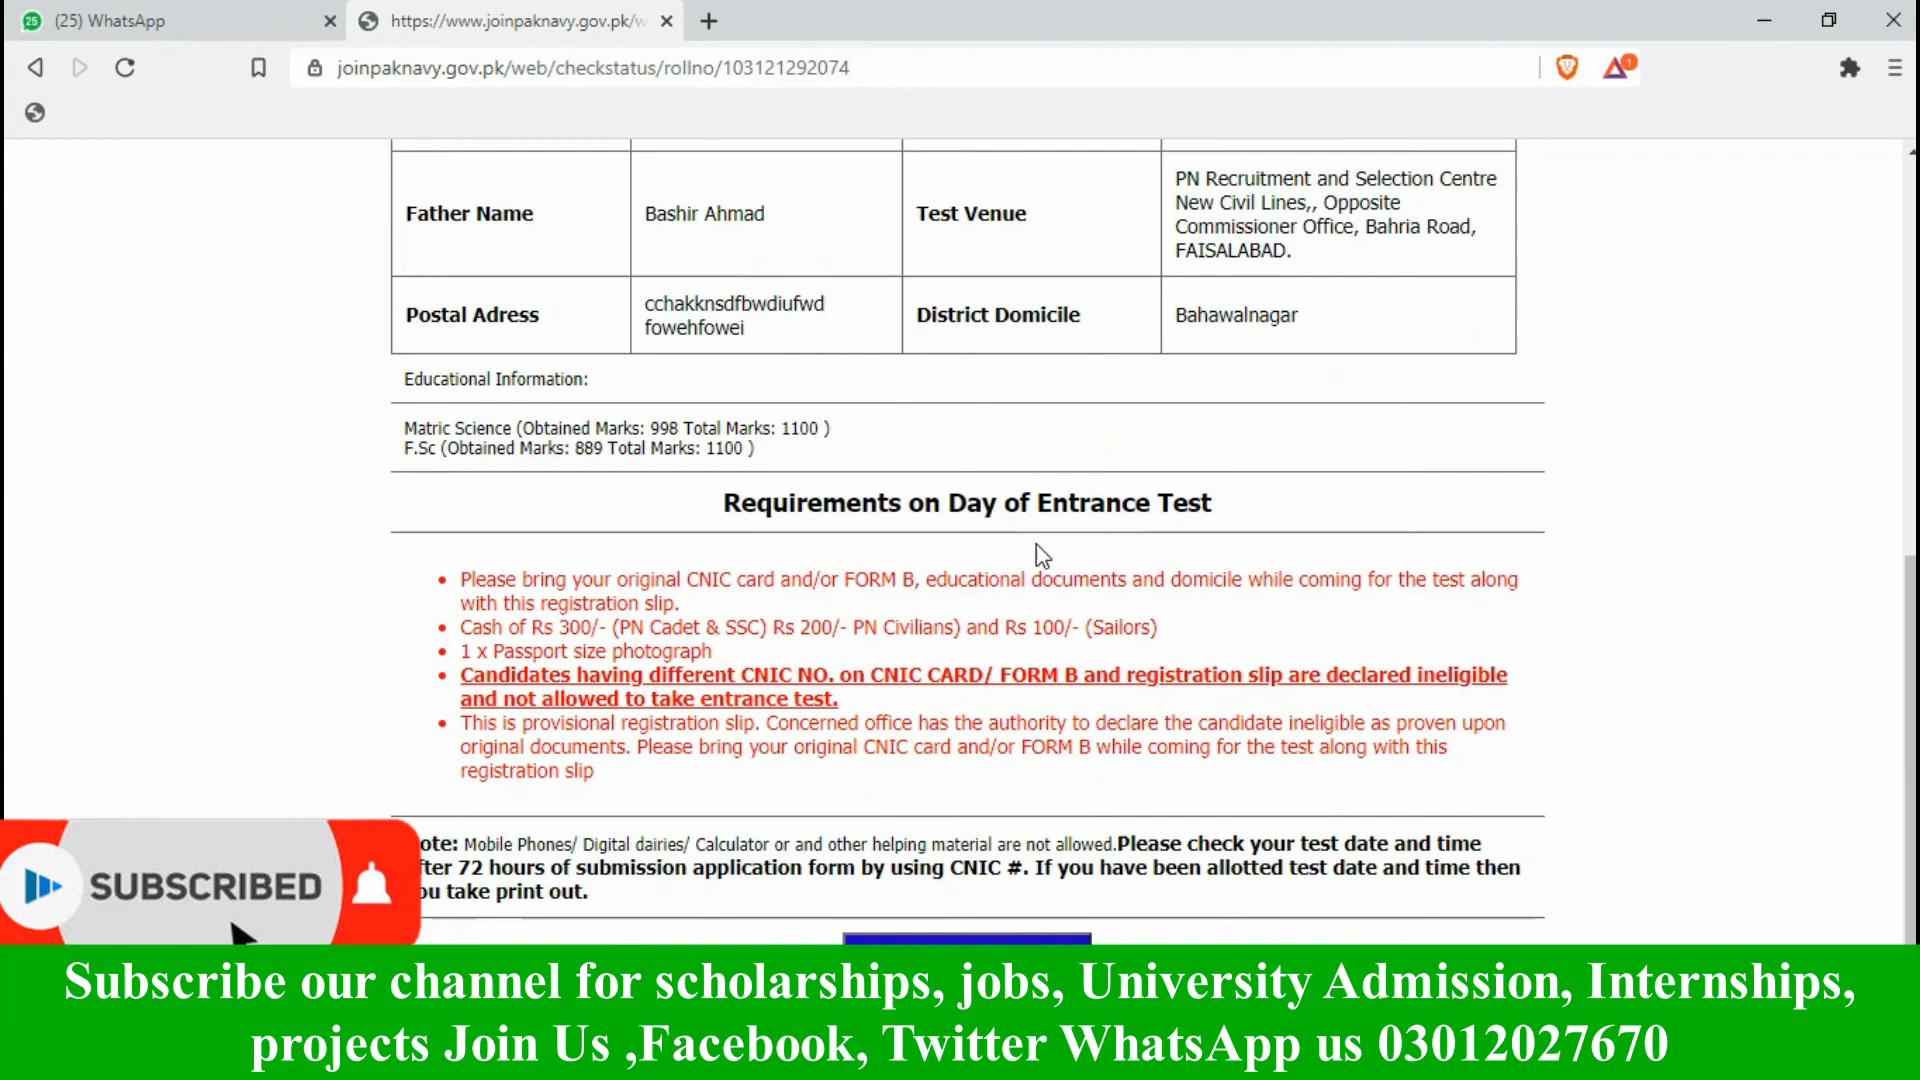 25
(25) WhatsApp
https://www.joinpaknavy.gov.pk/w
joinpaknavy.gov.pk/web/checkstatus/rollno/103121292074
1
Father Name
Bashir Ahmad
Test Venue
PN Recruitment and Selection Centre
New Civil Lines,, Opposite
Commissioner Office, Bahria Road,
FAISALABAD.
Postal Adress
cchakknsdfbwdiufwd
fowehfowei
District Domicile
Bahawalnagar
Educational Information:
Matric Science (Obtained Marks: 998 Total Marks: 1100 )
F.Sc (Obtained Marks: 889 Total Marks: 1100 )
Requirements on Day of Entrance Test
• Please bring your original CNIC card and/or FORM B, educational documents and domicile while coming for the test along
with this registration slip.
• Cash of Rs 300/- (PN Cadet & SSC) Rs 200/- PN Civilians) and Rs 100/- (Sailors)
• 1 x Passport size photograph
• Candidates having different CNIC NO. on CNIC CARD/ FORM B and registration slip are declared ineligible
and not allowed to take entrance test.
• This is provisional registration slip. Concerned office has the authority to declare the candidate ineligible as proven upon
original documents. Please bring your original CNIC card and/or FORM B while coming for the test along with this
registration slip
ote: Mobile Phones/ Digital dairies/ Calculator or and other helping material are not allowed.Please check your test date and time
fter 72 hours of submission application form by using CNIC #. If you have been allotted test date and time then
ou take print out.
SUBSCRIBED
Subscribe our channel for scholarships, jobs, University Admission, Internships,
projects Join Us ,Facebook, Twitter WhatsApp us 03012027670